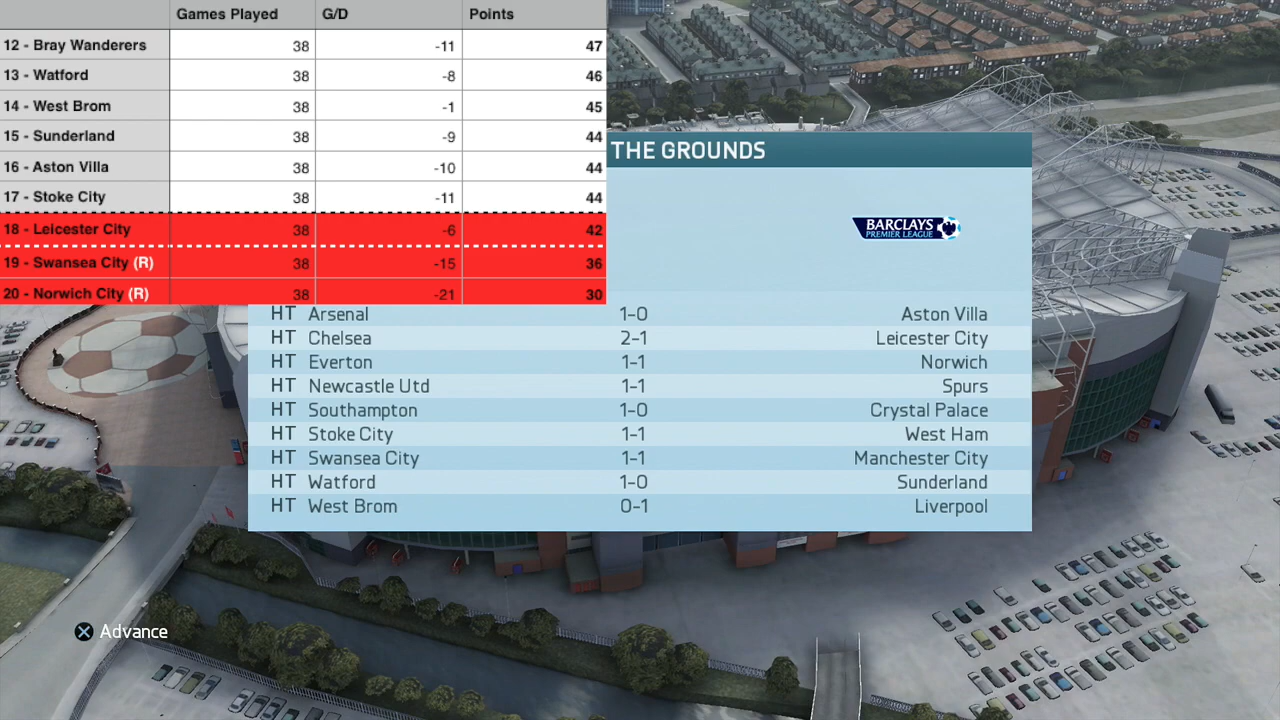 Games Played G/D Points
12 - Bray Wanderers 38 -11 47
13 - Watford 38 -8 46
14 - West Brom 38 -1 45
15 - Sunderland 38 -9 44
16 - Aston Villa 38 -10 44
17 - Stoke City 38 -11 44
18 - Leicester City 38 -6 42
19 - Swansea City (R) 38 -15 36
20 - Norwich City (R) 38 -21 30
THE GROUNDS
BARCLAYS
PREMIER LEAGUE
HT Arsenal 1-0 Aston Villa
HT Chelsea 2-1 Leicester City
HT Everton 1-1 Norwich
HT Newcastle Utd 1-1 Spurs
HT Southampton 1-0 Crystal Palace
HT Stoke City 1-1 West Ham
HT Swansea City 1-1 Manchester City
HT Watford 1-0 Sunderland
HT West Brom 0-1 Liverpool
Advance